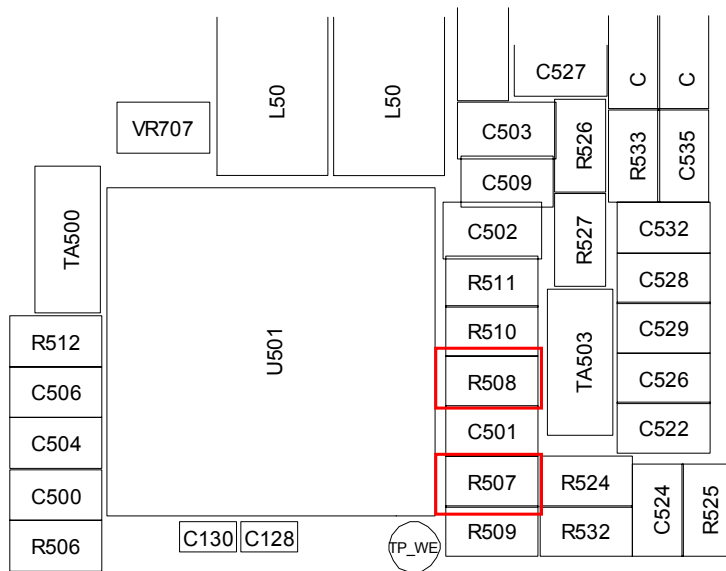 C527
L50
L50
C
C
VR707
C503
R526
R533
C535
C509
TA500
C502
R527
C532
R511
C528
R512
U501
R510
TA503
C529
C506
R508
C526
C504
C501
C522
C500
R507
R524
C524
R525
R506
C130
C128
TP_WE
R509
R532